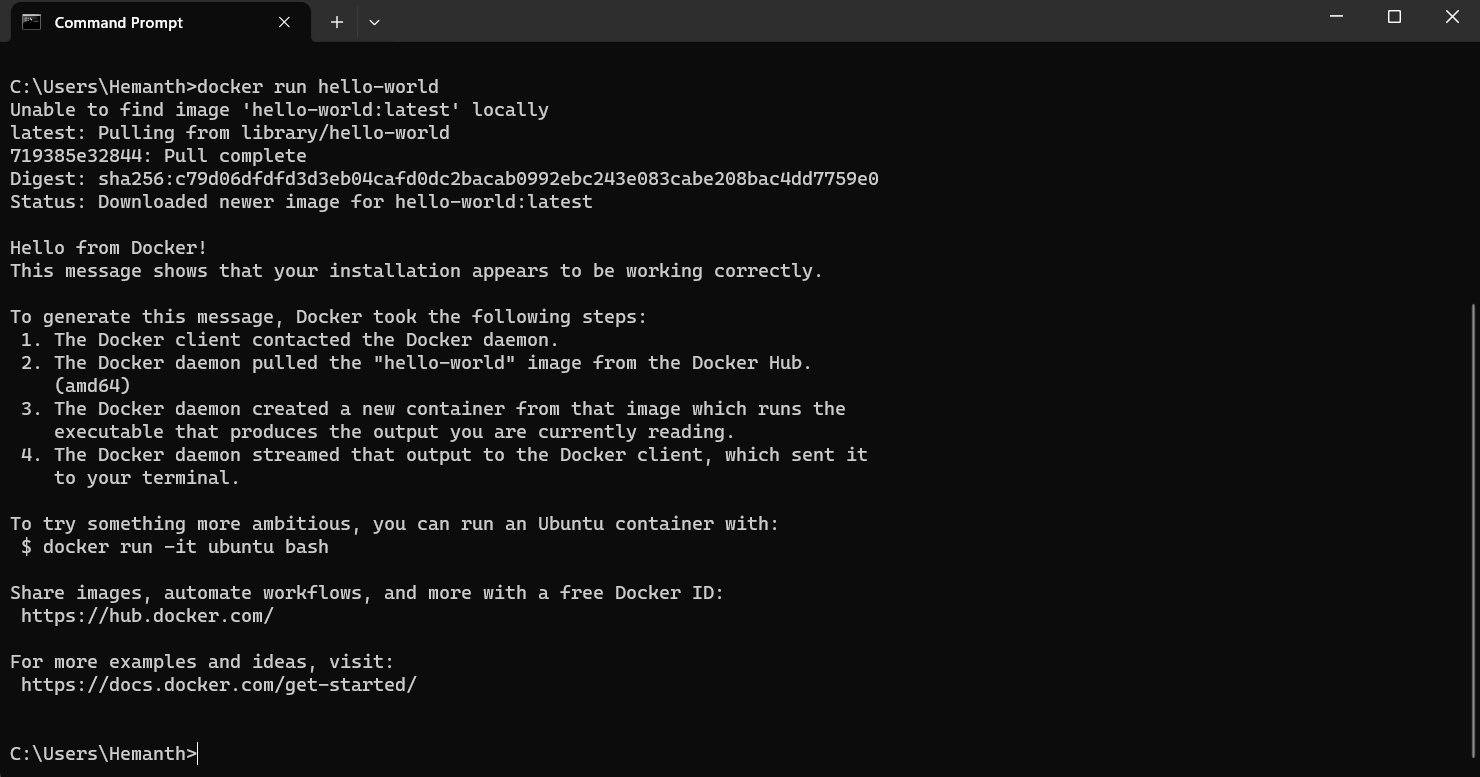 Command Prompt
C:\Users\Hemanth>docker run hello-world
Unable to find image 'hello-world:latest' locally
latest: Pulling from library/hello-world
719385e32844: Pull complete
Digest: sha256:c79d06dfdfd3d3eb04cafd0dc2bacab0992ebc243e083cabe208bac4dd7759e0
Status: Downloaded newer image for hello-world:latest

Hello from Docker!
This message shows that your installation appears to be working correctly.

To generate this message, Docker took the following steps:
 1. The Docker client contacted the Docker daemon.
 2. The Docker daemon pulled the "hello-world" image from the Docker Hub.
    (amd64)
 3. The Docker daemon created a new container from that image which runs the
    executable that produces the output you are currently reading.
 4. The Docker daemon streamed that output to the Docker client, which sent it
    to your terminal.

To try something more ambitious, you can run an Ubuntu container with:
 $ docker run -it ubuntu bash

Share images, automate workflows, and more with a free Docker ID:
 https://hub.docker.com/

For more examples and ideas, visit:
 https://docs.docker.com/get-started/

C:\Users\Hemanth>